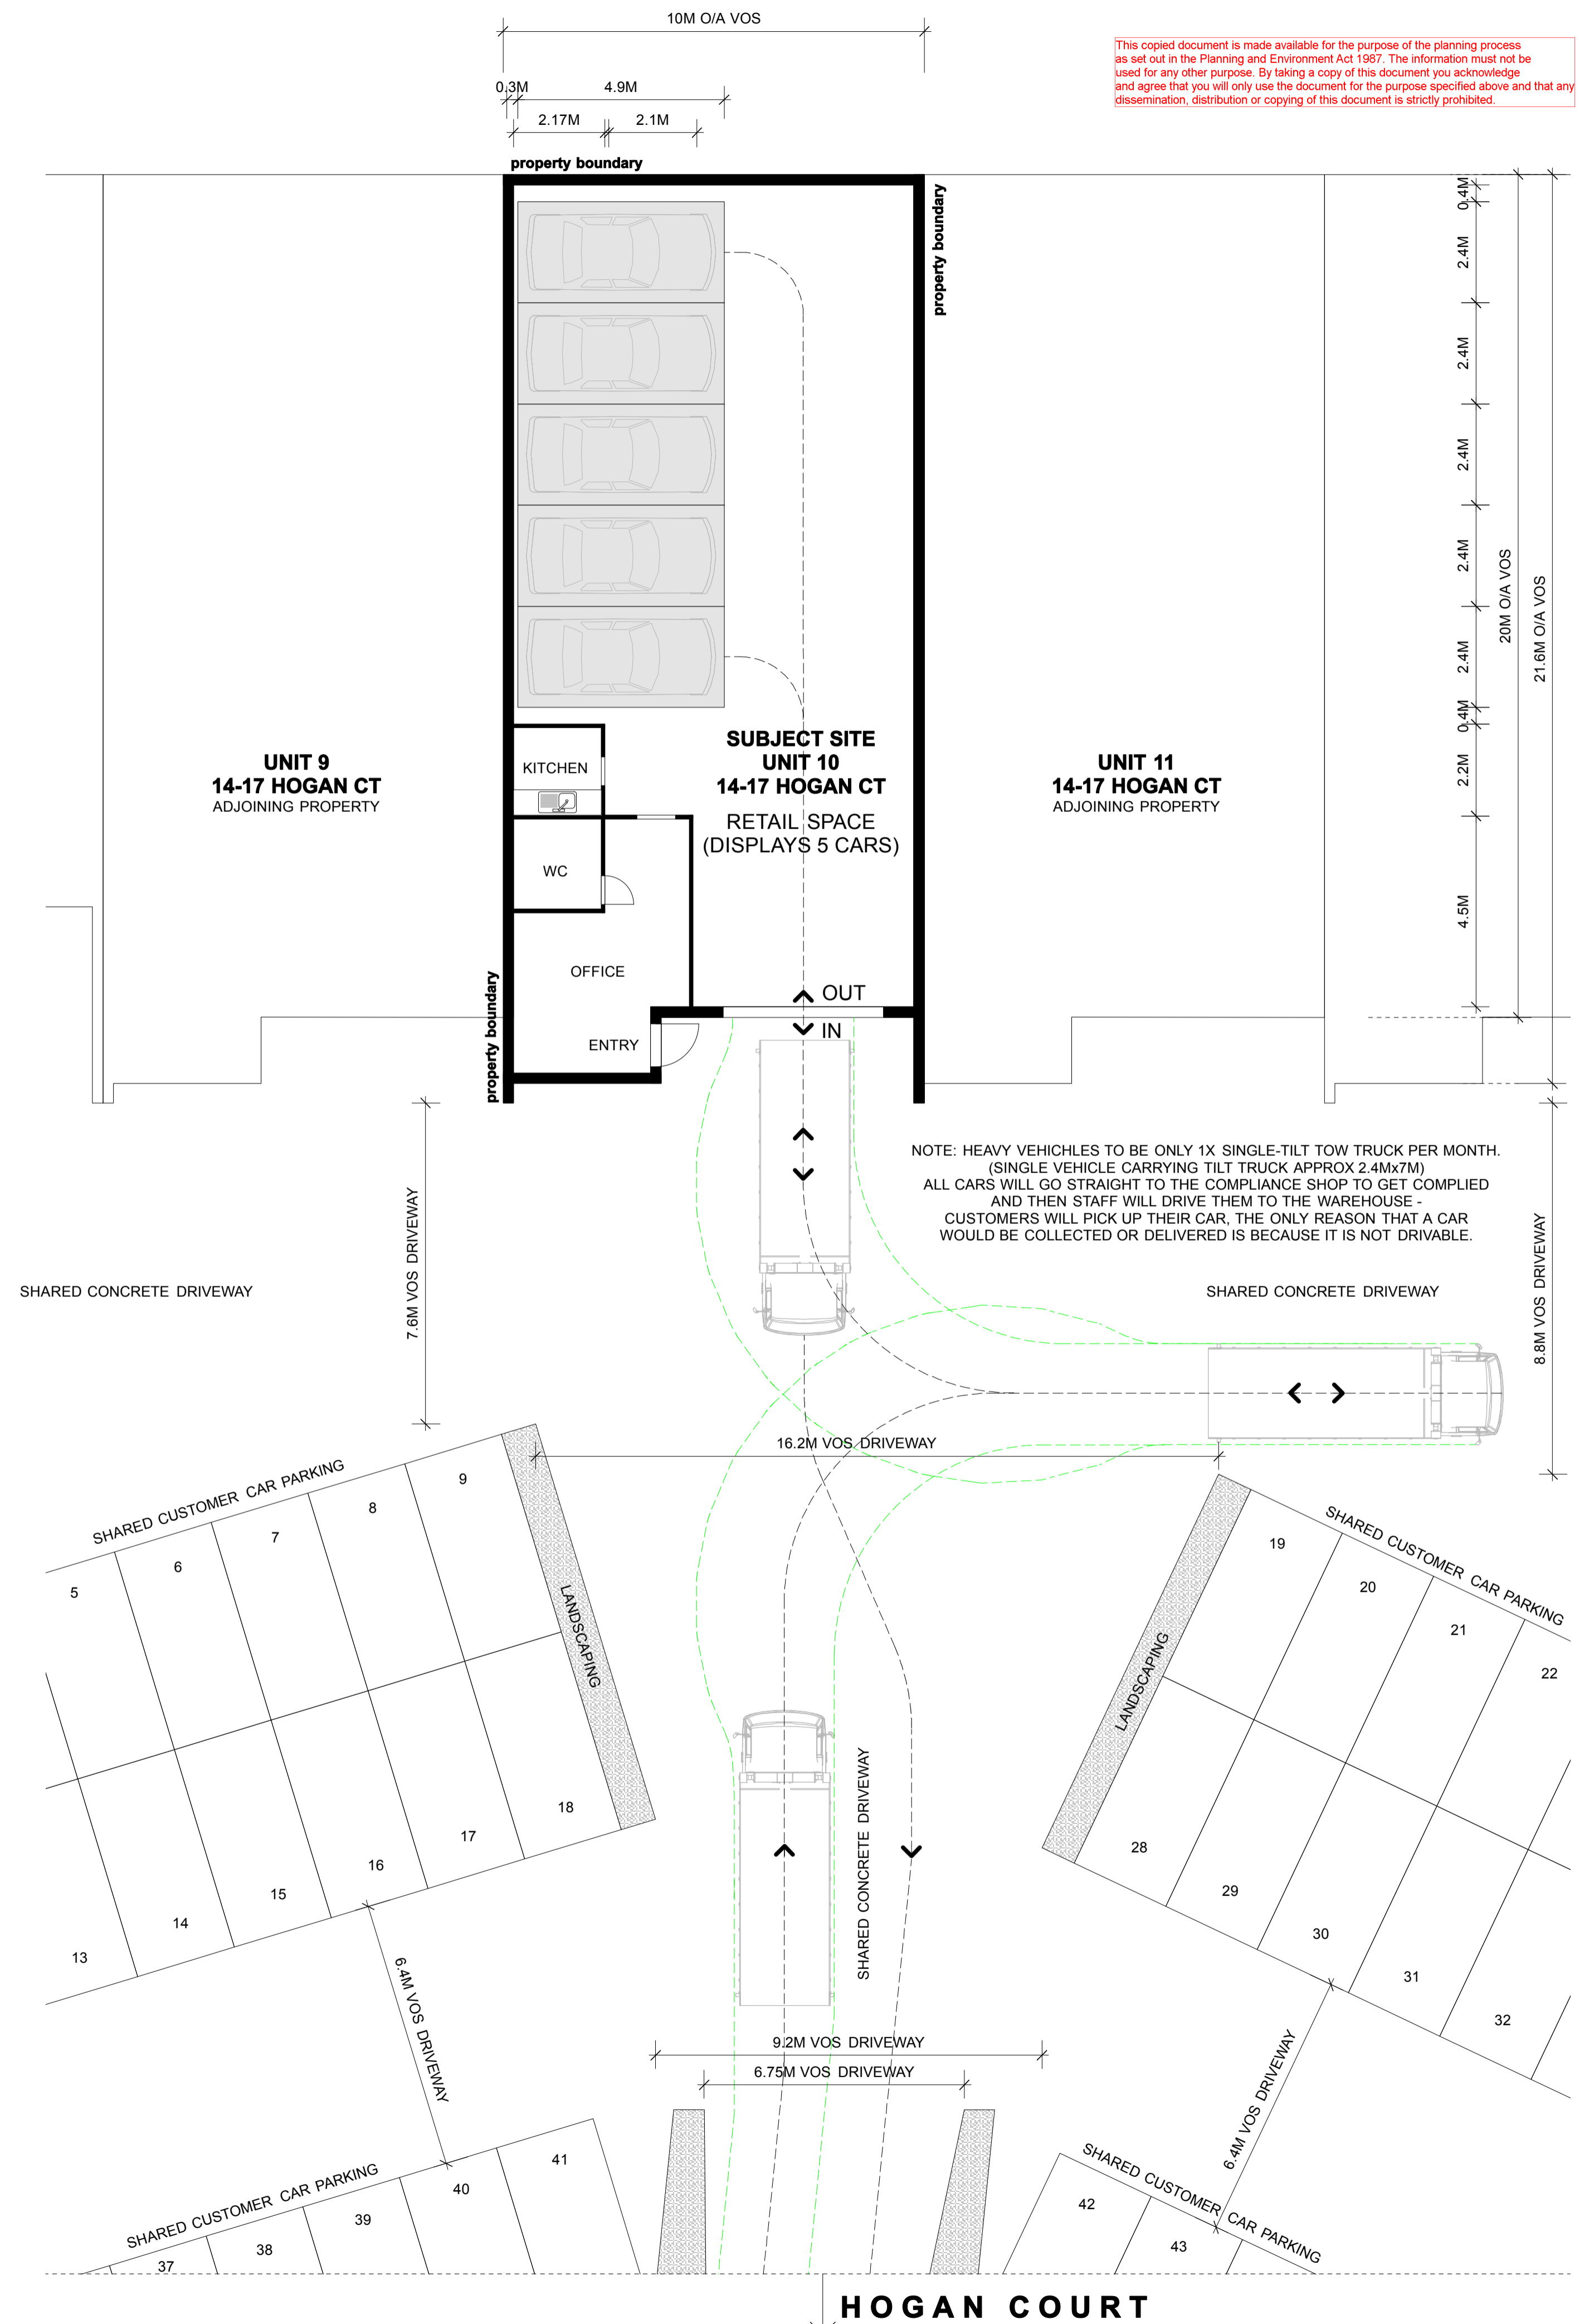 10M O/A VOS
This copied document is made available for the purpose of the planning process
as set out in the Planning and Environment Act 1987. The information must not be
used for any other purpose. By taking a copy of this document you acknowledge
and agree that you will only use the document for the purpose specified above and that any
dissemination, distribution or copying of this document is strictly prohibited.
0.3M
4.9M
2.17M
2.1M
property boundary
property boundary
0.4M
2.4M
2.4M
2.4M
2.4M
2.4M
0.4M
2.2M
4.5M
20M O/A VOS
21.6M O/A VOS
UNIT 9
14-17 HOGAN CT
ADJOINING PROPERTY
KITCHEN
SUBJECT SITE
UNIT 10
14-17 HOGAN CT
RETAIL SPACE
(DISPLAYS 5 CARS)
UNIT 11
14-17 HOGAN CT
ADJOINING PROPERTY
WC
OFFICE
property boundary
OUT
IN
ENTRY
NOTE: HEAVY VEHICHLES TO BE ONLY 1X SINGLE-TILT TOW TRUCK PER MONTH.
(SINGLE VEHICLE CARRYING TILT TRUCK APPROX 2.4Mx7M)
ALL CARS WILL GO STRAIGHT TO THE COMPLIANCE SHOP TO GET COMPLIED
AND THEN STAFF WILL DRIVE THEM TO THE WAREHOUSE -
CUSTOMERS WILL PICK UP THEIR CAR, THE ONLY REASON THAT A CAR
WOULD BE COLLECTED OR DELIVERED IS BECAUSE IT IS NOT DRIVABLE.
7.6M VOS DRIVEWAY
8.8M VOS DRIVEWAY
SHARED CONCRETE DRIVEWAY
SHARED CONCRETE DRIVEWAY
16.2M VOS DRIVEWAY
SHARED CUSTOMER CAR PARKING
5
6
7
8
9
LANDSCAPING
13
14
15
16
17
18
SHARED CUSTOMER CAR PARKING
19
20
21
22
LANDSCAPING
28
29
30
31
32
SHARED CONCRETE DRIVEWAY
6.4M VOS DRIVEWAY
9.2M VOS DRIVEWAY
6.75M VOS DRIVEWAY
6.4M VOS DRIVEWAY
SHARED CUSTOMER CAR PARKING
37
38
39
40
41
SHARED CUSTOMER CAR PARKING
42
43
HOGAN COURT